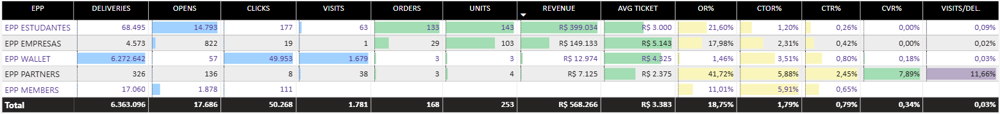 EPP DELIVERIES OPENS CLICKS VISITS ORDERS UNITS REVENUE AVG TICKET OR% CTOR% CTR% CVR% VISITS/DEL.
EPP ESTUDANTES 68.495 14.793 177 63 133 143 R$ 399.034 R$ 3.000 21,60% 1,20% 0,26% 0,00% 0,09%
EPP EMPRESAS 4.573 822 19 1 29 103 R$ 149.133 R$ 5.143 17,98% 2,31% 0,42% 0,00% 0,02%
EPP WALLET 6.272.642 57 49.953 1.679 3 3 R$ 12.974 R$ 4.325 1,46% 3,51% 0,80% 0,18% 0,03%
EPP PARTNERS 326 136 8 38 3 4 R$ 7.125 R$ 2.375 41,72% 5,88% 2,45% 7,89% 11,66%
EPP MEMBERS 17.060 1.878 111 11,01% 5,91% 0,65%
Total 6.363.096 17.686 50.268 1.781 168 253 R$ 568.266 R$ 3.383 18,75% 1,79% 0,79% 0,34% 0,03%